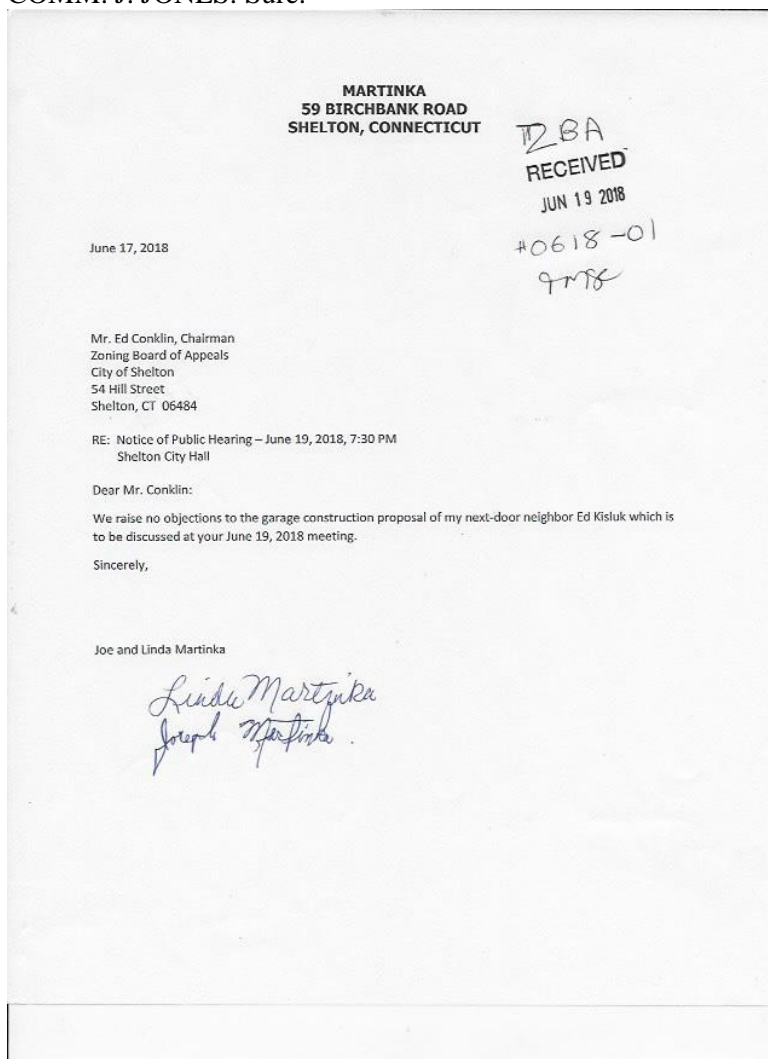 COMM. J. JONES: Sure.
MARTINKA
59 BIRCHBANK ROAD
SHELTON, CONNECTICUT
ZBA
RECEIVED
JUN 19 2018
#0618-01
June 17, 2018
Mr. Ed Conklin, Chairman
Zoning Board of Appeals
City of Shelton
54 Hill Street
Shelton, CT 06484
RE: Notice of Public Hearing – June 19, 2018, 7:30 PM
Shelton City Hall
Dear Mr. Conklin:
We raise no objections to the garage construction proposal of my next-door neighbor Ed Kisluk which is
to be discussed at your June 19, 2018 meeting.
Sincerely,
Joe and Linda Martinka
Linda Martinka
Joseph Martinka